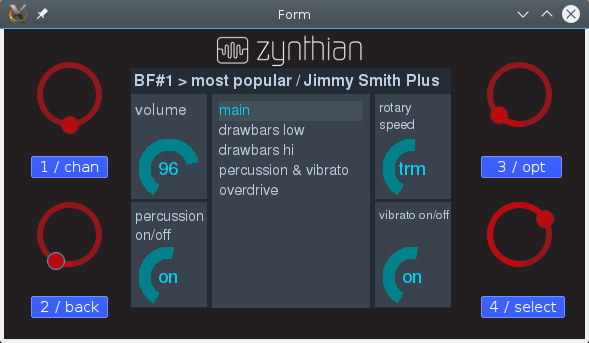 Form
zynthian
BF#1 > most popular / Jimmy Smith Plus
volume
96
main
drawbars low
drawbars hi
percussion & vibrato
overdrive
rotary
speed
trm
percussion
on/off
on
vibrato on/off
on
1 / chan
2 / back
3 / opt
4 / select